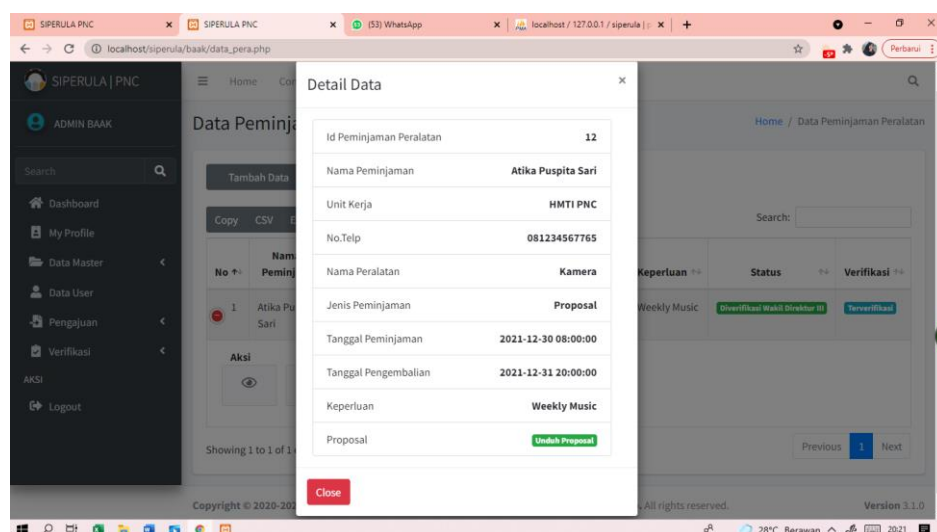 SIPERULA PNC
SIPERULA PNC
(53) WhatsApp
localhost / 127.0.0.1 / siperula |
localhost/siperula/baak/data_pera.php
Perbarui
SIPERULA | PNC
Home
ADMIN BAAK
Search
Dashboard
My Profile
Data Master
Data User
Pengajuan
Verifikasi
AKSI
Logout
Home / Data Peminjaman Peralatan
Tambah Data
Copy CSV
Search:
No
Keperluan Status Verifikasi
1
Sari
Weekly Music Diverifikasi Wakil Direktur III Terverifikasi
Aksi
Showing 1 to 1 of 1
Previous 1 Next
Detail Data
×
Id Peminjaman Peralatan 12
Nama Peminjaman Atika Puspita Sari
Unit Kerja HMTI PNC
No.Telp 081234567765
Nama Peralatan Kamera
Jenis Peminjaman Proposal
Tanggal Peminjaman 2021-12-30 08:00:00
Tanggal Pengembalian 2021-12-31 20:00:00
Keperluan Weekly Music
Proposal Unduh Proposal
Close
Copyright © 2020-202
. All rights reserved.
Version 3.1.0
28°C Berawan 20:21